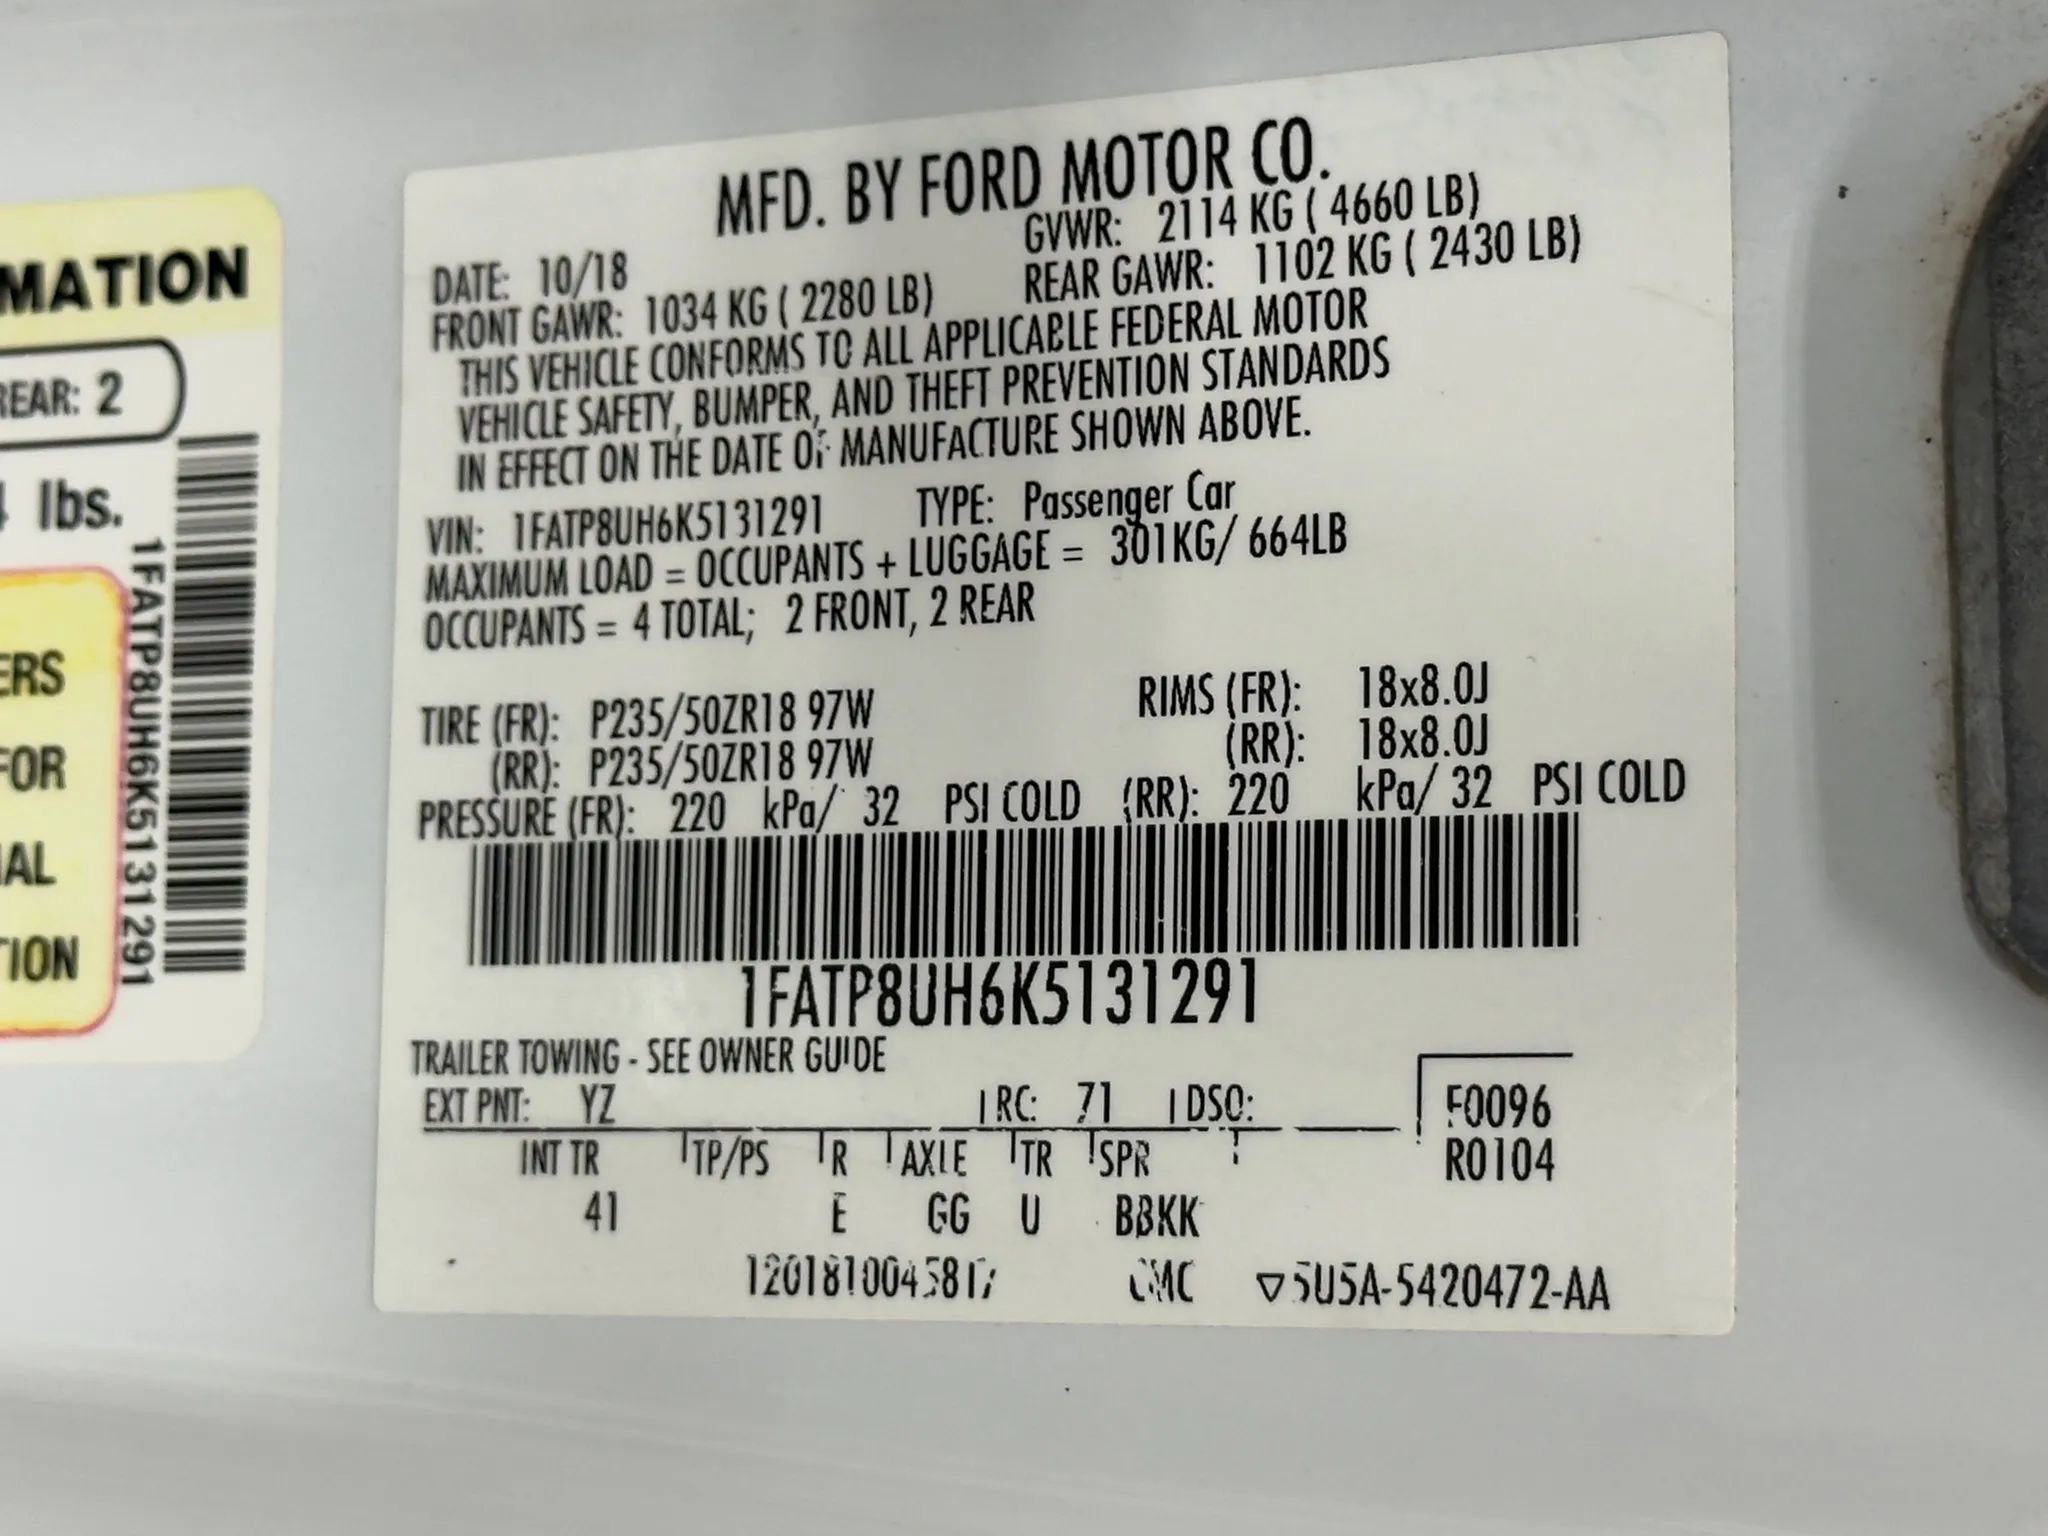 MATION
REAR: 2
lbs.
1FATP8UH6K5131291
ERS
FOR
IAL
TION
MFD. BY FORD MOTOR CO.
DATE: 10/18 GVWR: 2114 KG ( 4660 LB)
FRONT GAWR: 1034 KG ( 2280 LB) REAR GAWR: 1102 KG ( 2430 LB)
THIS VEHICLE CONFORMS TO ALL APPLICABLE FEDERAL MOTOR
VEHICLE SAFETY, BUMPER, AND THEFT PREVENTION STANDARDS
IN EFFECT ON THE DATE OF MANUFACTURE SHOWN ABOVE.
VIN: 1FATP8UH6K5131291 TYPE: Passenger Car
MAXIMUM LOAD = OCCUPANTS + LUGGAGE = 301KG/ 664LB
OCCUPANTS = 4 TOTAL; 2 FRONT, 2 REAR
TIRE (FR): P235/50ZR18 97W RIMS (FR): 18x8.0J
(RR): P235/50ZR18 97W (RR): 18x8.0J
PRESSURE (FR): 220 kPa/ 32 PSI COLD (RR): 220 kPa/ 32 PSI COLD
1FATP8UH6K5131291
TRAILER TOWING - SEE OWNER GUIDE
EXT PNT: YZ RC: 71 DSO: F0096
INT TR TP/PS R AXLE TR SPR R0104
41 E GG U BBKK
5U5A-5420472-AA